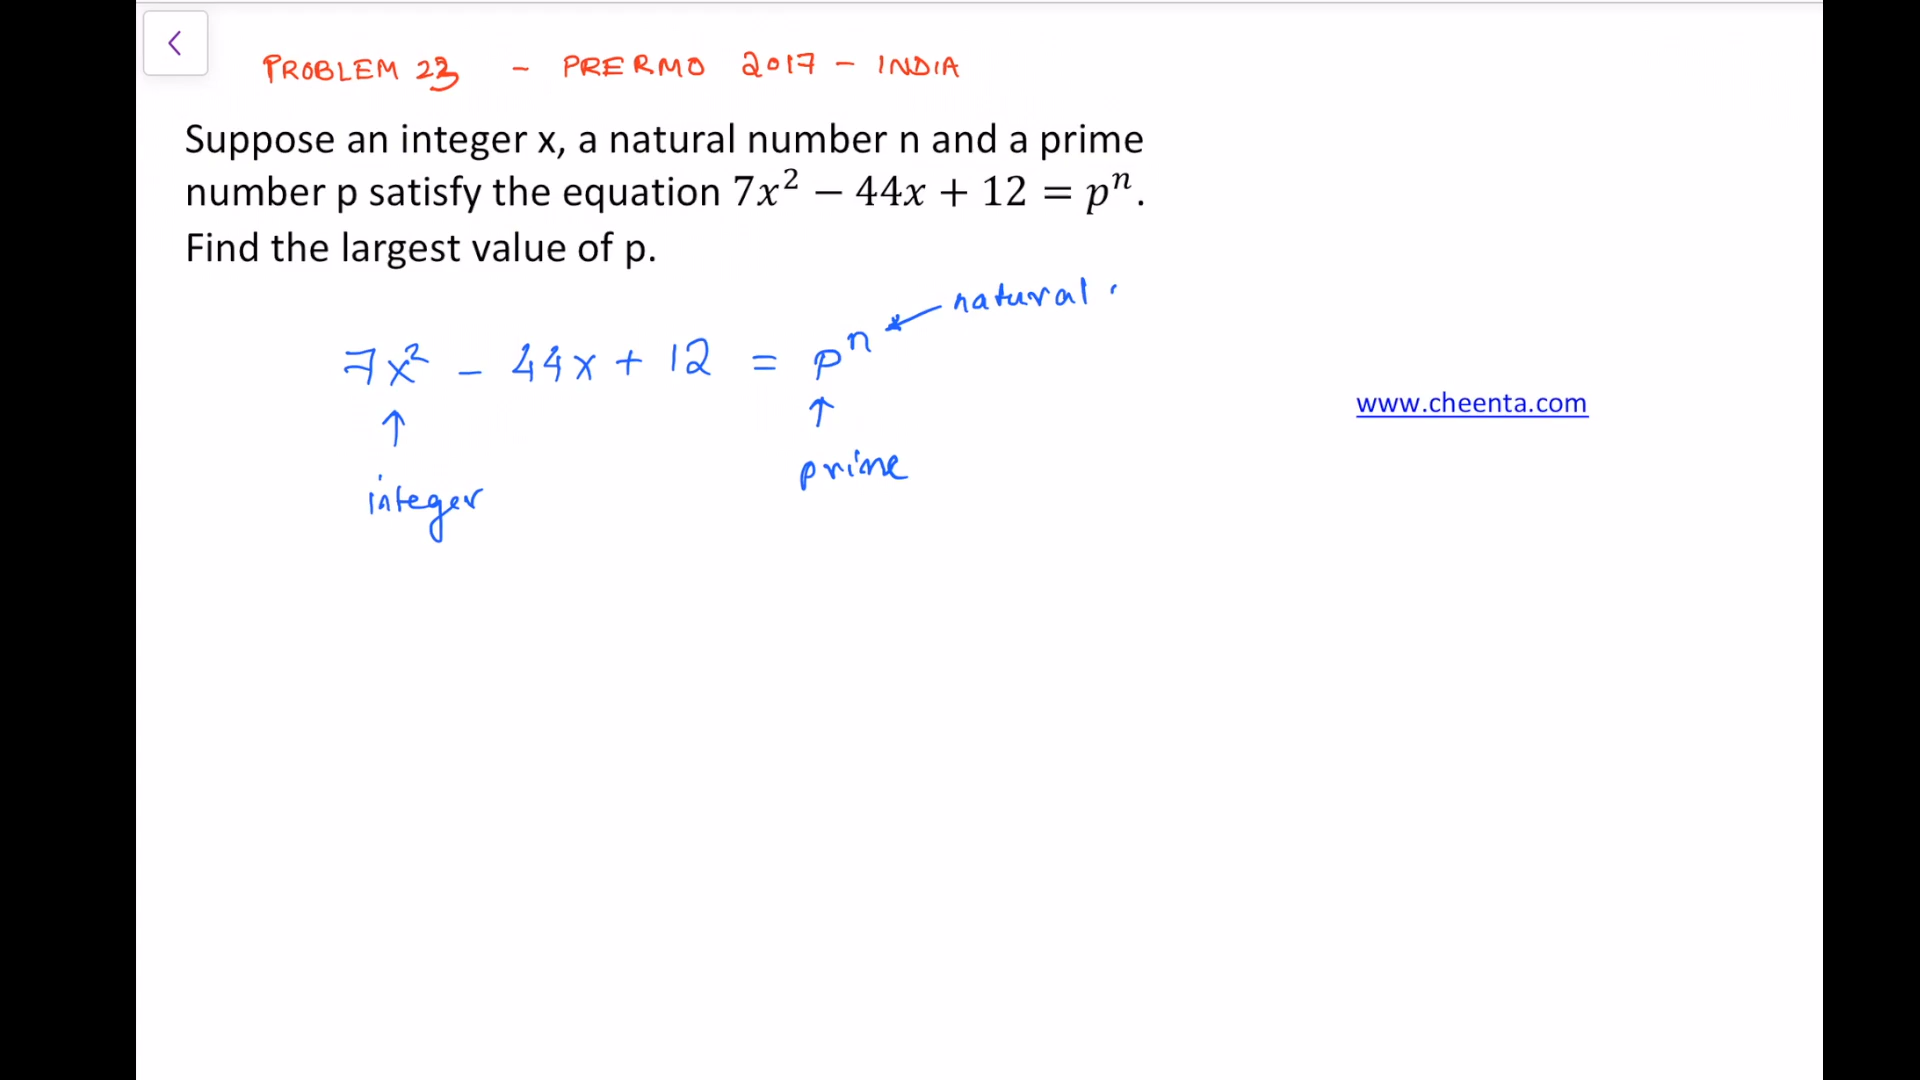 PROBLEM 23 - PRERMO 2017 - INDIA
Suppose an integer x, a natural number n and a prime
number p satisfy the equation 7x² − 44x + 12 = pⁿ.
Find the largest value of p.
natural.
7x² - 44x + 12 = pⁿ
www.cheenta.com
prime
integer